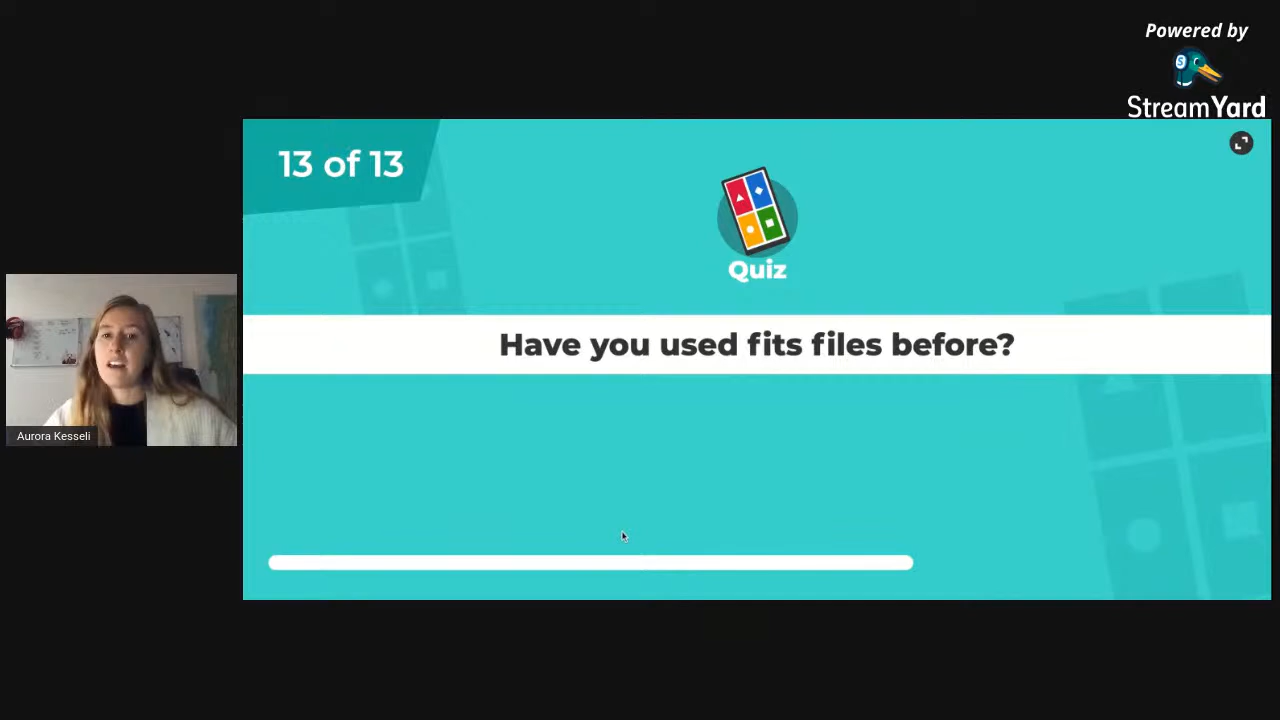 Powered by
StreamYard
13 of 13
Quiz
Have you used fits files before?
Aurora Kesseli